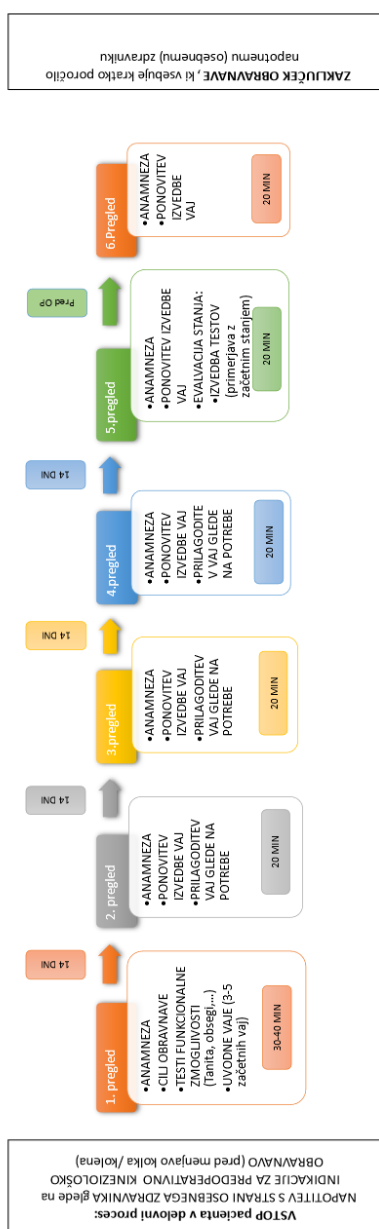 VSTOP pacienta v delovni proces:
NAPOTITEV S STRANI OSEBNEGA ZDRAVNIKA glede na
INDIKACIJE ZA PREDOPERATIVNO KINEZIOLOŠKO
OBRAVNAVO (pred menjavo kolka /kolena)
1. pregled
•ANAMNEZA
•CILI OBRAVNAVE
•TESTI FUNKCIONALNE
ZMOGLJIVOSTI
(Tanita, obsegi,...)
•UVODNE VAJE (3-5
začetnih vaj)
30-40 MIN
14 DNI
2. pregled
•ANAMNEZA
•PONOVITEV
IZVEDBE VAJ
•PRILAGODITEV
VAJ GLEDE NA
POTREBE
20 MIN
14 DNI
3.pregled
•ANAMNEZA
•PONOVITEV
IZVEDBE VAJ
•PRILAGODITEV
VAJ GLEDE NA
POTREBE
20 MIN
14 DNI
4.pregled
•ANAMNEZA
•PONOVITEV
IZVEDBE VAJ
•PRILAGODITE
V VAJ GLEDE
NA POTREBE
20 MIN
14 DNI
5.pregled
•ANAMNEZA
•PONOVITEV IZVEDBE
VAJ
•EVALVACIJA STANJA:
•IZVEDBA TESTOV
(primerjava z
začetnim stanjem)
20 MIN
Pred OP
6.Pregled
•ANAMNEZA
•PONOVITEV
IZVEDBE
VAJ
20 MIN
ZAKLJUČEK OBRAVNAVE , ki vsebuje kratko poročilo
napotnemu (osebnemu) zdravniku